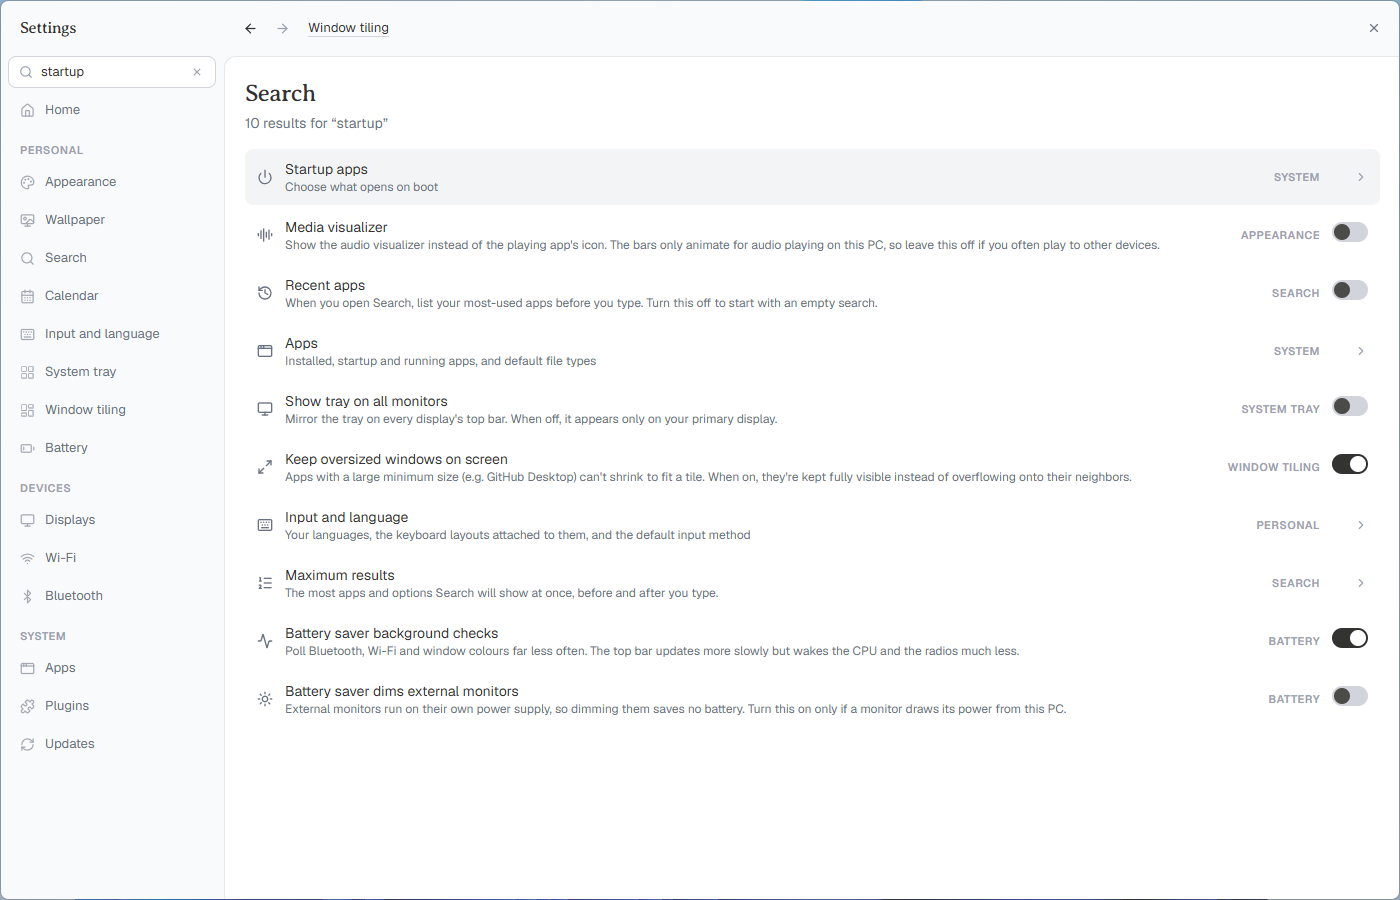 Settings
Window tiling
startup
Home
PERSONAL
Appearance
Wallpaper
Search
Calendar
Input and language
System tray
Window tiling
Battery
DEVICES
Displays
Wi-Fi
Bluetooth
SYSTEM
Apps
Plugins
Updates
Search
10 results for “startup”
Startup apps
Choose what opens on boot
SYSTEM
Media visualizer
Show the audio visualizer instead of the playing app's icon. The bars only animate for audio playing on this PC, so leave this off if you often play to other devices.
APPEARANCE
Recent apps
When you open Search, list your most-used apps before you type. Turn this off to start with an empty search.
SEARCH
Apps
Installed, startup and running apps, and default file types
SYSTEM
Show tray on all monitors
Mirror the tray on every display's top bar. When off, it appears only on your primary display.
SYSTEM TRAY
Keep oversized windows on screen
Apps with a large minimum size (e.g. GitHub Desktop) can't shrink to fit a tile. When on, they're kept fully visible instead of overflowing onto their neighbors.
WINDOW TILING
Input and language
Your languages, the keyboard layouts attached to them, and the default input method
PERSONAL
Maximum results
The most apps and options Search will show at once, before and after you type.
SEARCH
Battery saver background checks
Poll Bluetooth, Wi-Fi and window colours far less often. The top bar updates more slowly but wakes the CPU and the radios much less.
BATTERY
Battery saver dims external monitors
External monitors run on their own power supply, so dimming them saves no battery. Turn this on only if a monitor draws its power from this PC.
BATTERY